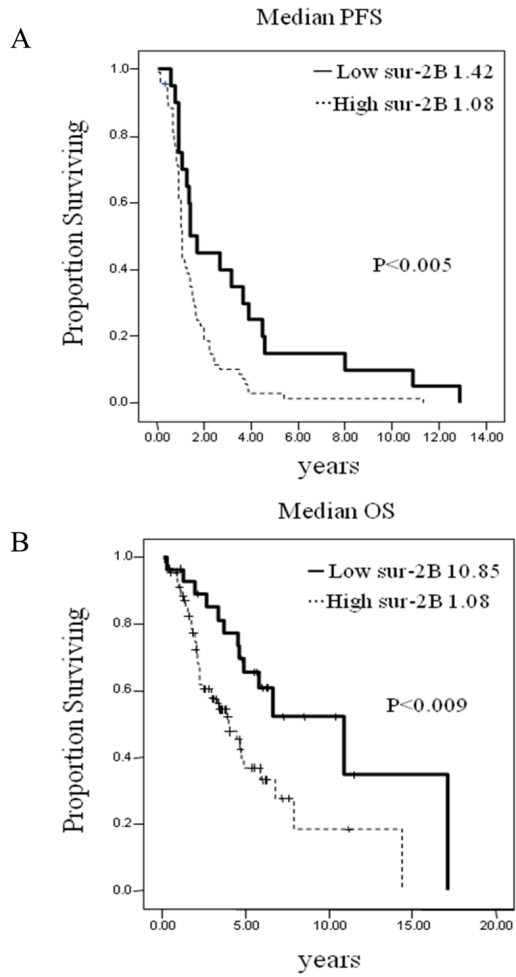 Median PFS
A
Low sur-2B 1.42
High sur-2B 1.08
P<0.005
Proportion Surviving
1.0
0.8
0.6
0.4
0.2
0.0
0.00 2.00 4.00 6.00 8.00 10.00 12.00 14.00
years
Median OS
B
Low sur-2B 10.85
High sur-2B 1.08
P<0.009
Proportion Surviving
1.0
0.8
0.6
0.4
0.2
0.0
0.00 5.00 10.00 15.00 20.00
years